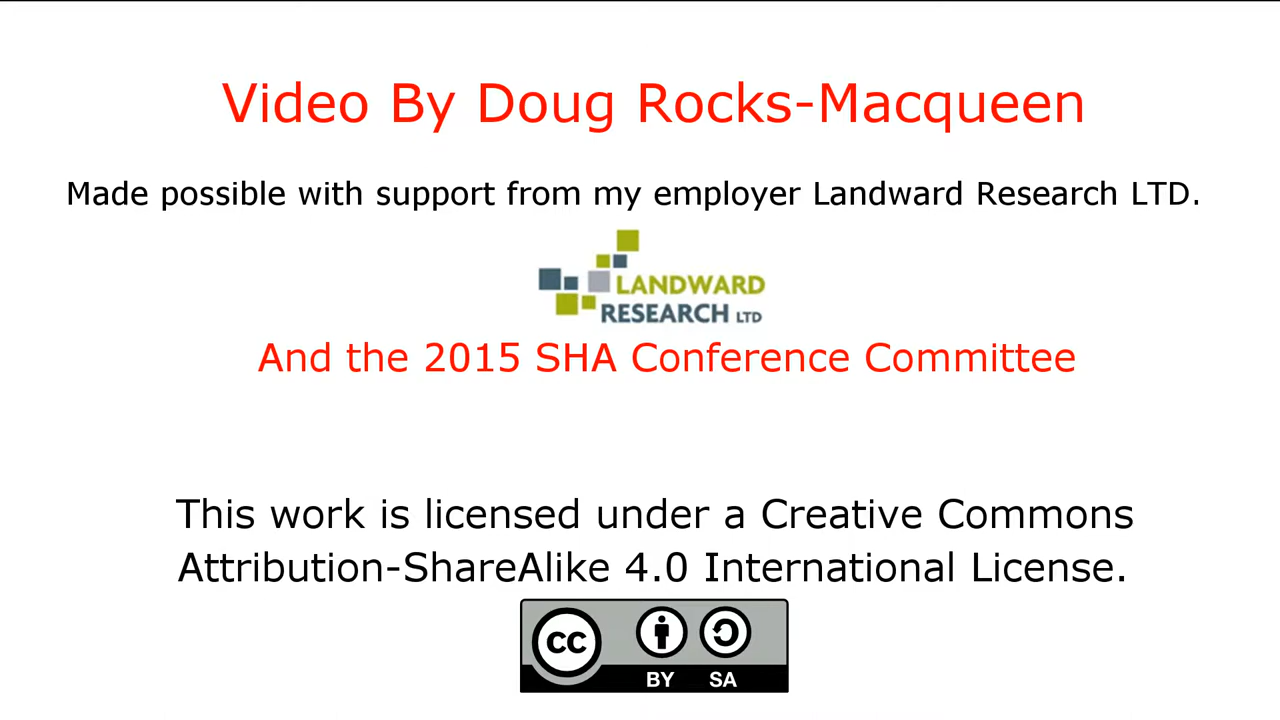 Video By Doug Rocks-Macqueen
Made possible with support from my employer Landward Research LTD.
LANDWARD
RESEARCH LTD
And the 2015 SHA Conference Committee
This work is licensed under a Creative Commons
Attribution-ShareAlike 4.0 International License.
CC
BY SA